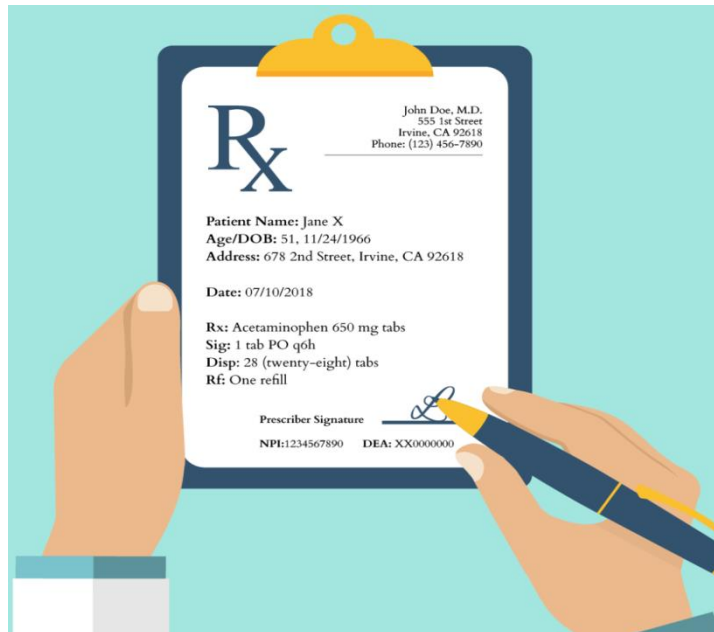 Rx
John Doe, M.D.
555 1st Street
Irvine, CA 92618
Phone: (123) 456-7890
Patient Name: Jane X
Age/DOB: 51, 11/24/1966
Address: 678 2nd Street, Irvine, CA 92618
Date: 07/10/2018
Rx: Acetaminophen 650 mg tabs
Sig: 1 tab PO q6h
Disp: 28 (twenty-eight) tabs
Rf: One refill
Prescriber Signature
NPI:1234567890 DEA: XX0000000